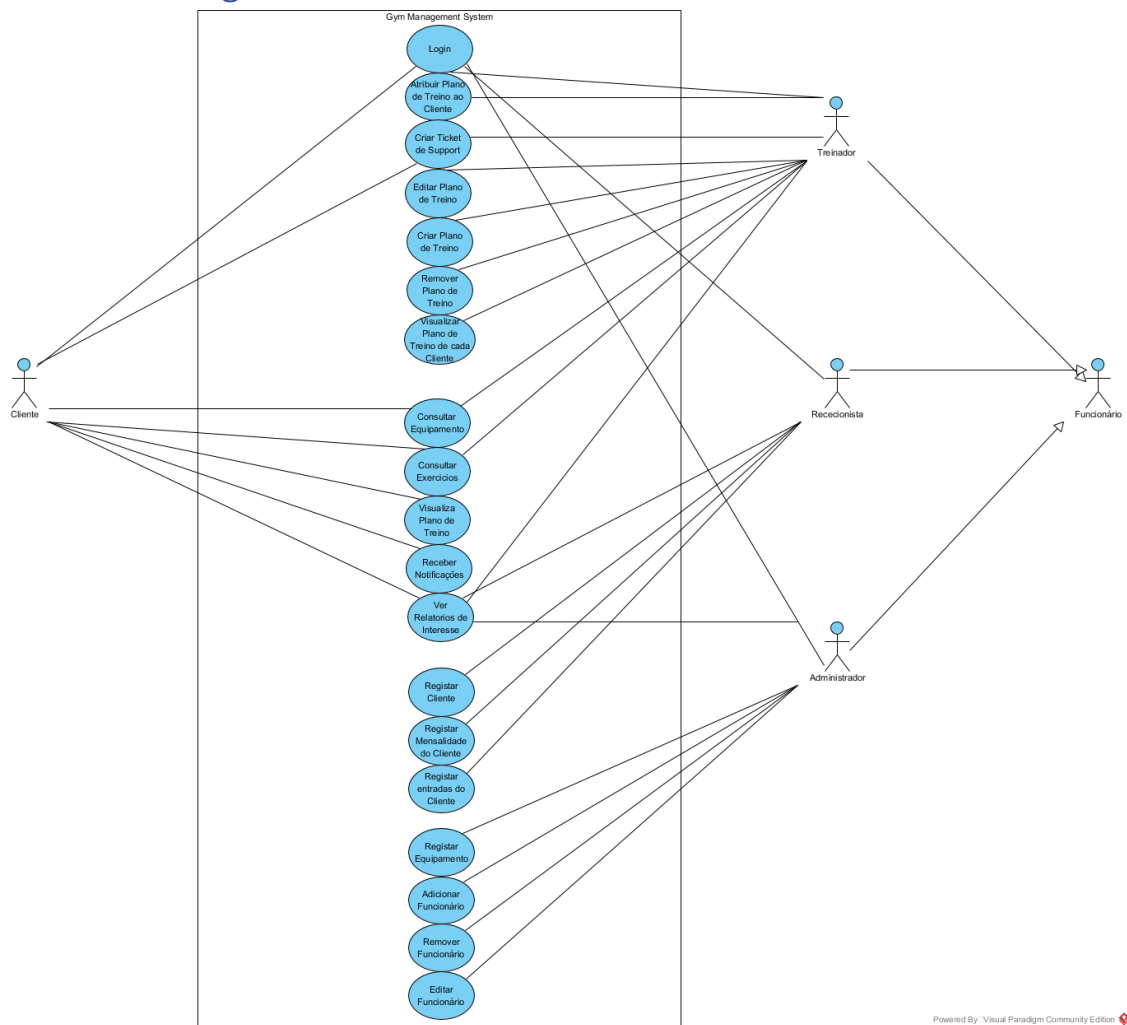 Gym Management System
Login
Atribuir Plano
de Treino ao
Cliente
Criar Ticket
de Support
Treinador
Editar Plano
de Treino
Criar Plano
de Treino
Remover
Plano de
Treino
Visualizar
Plano de
Treino de cada
Cliente
Cliente
Rececionista
Funcionário
Consultar
Equipamento
Consultar
Exercicios
Visualiza
Plano de
Treino
Receber
Notificações
Ver
Relatorios de
Interesse
Administrador
Registar
Cliente
Registar
Mensalidade
do Cliente
Registar
entradas do
Cliente
Registar
Equipamento
Adicionar
Funcionário
Remover
Funcionário
Editar
Funcionário
Powered By Visual Paradigm Community Edition